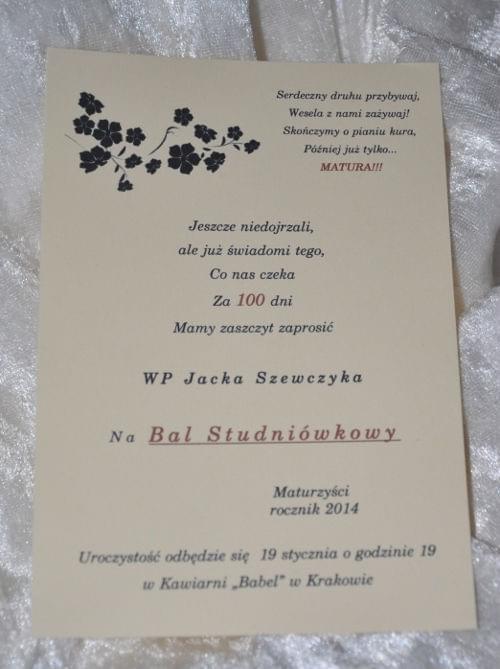 Serdeczny druhu przybywaj,
Wesela z nami zażywaj!
Skończymy o pianiu kura,
Później już tylko...
MATURA!!!
Jeszcze niedojrzali,
ale już świadomi tego,
Co nas czeka
Za 100 dni
Mamy zaszczyt zaprosić
WP Jacka Szewczyka
Na Bal Studniówkowy
Maturzyści
rocznik 2014
Uroczystość odbędzie się 19 stycznia o godzinie 19
w Kawiarni „Babel" w Krakowie